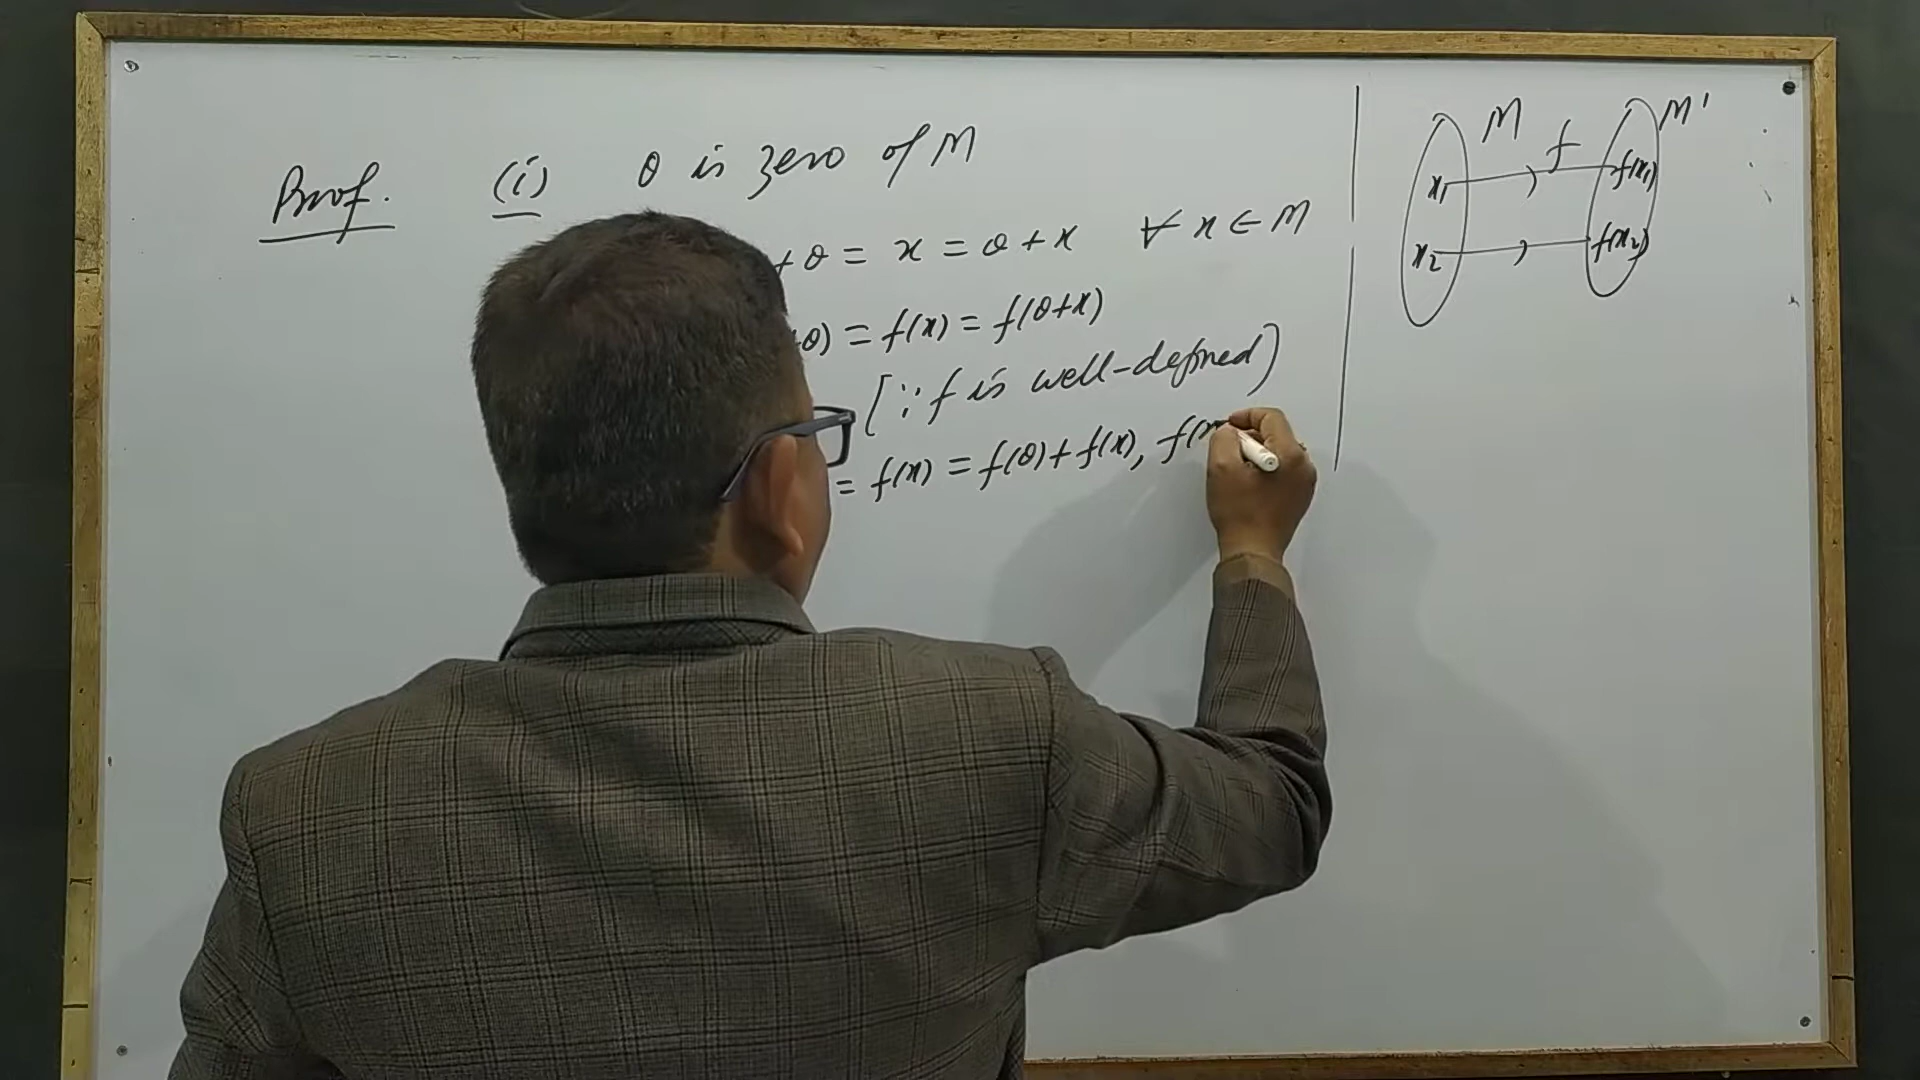 Proof. (i) θ is zero of M
+ θ = x = θ + x ∀ x ∈ M
θ) = f(x) = f(θ+x)
[∵ f is well-defined)
= f(x) = f(θ) + f(x), f(x
M f M'
x1 f(x1)
x2 f(x2)